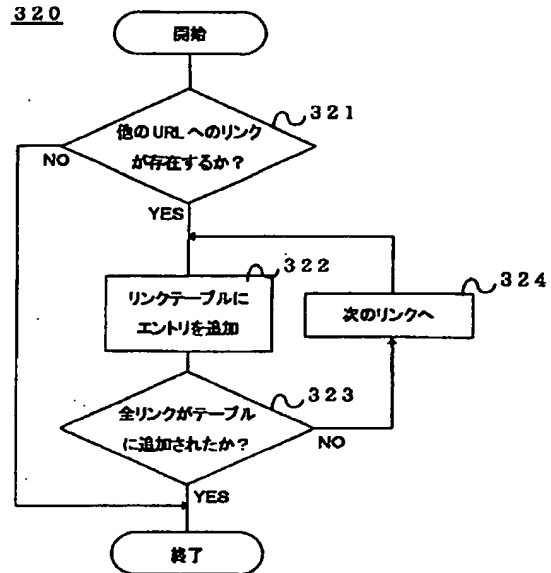 320
開始
321
他の URL へのリンク
が存在するか？
NO
YES
322
リンクテーブルに
エントリを追加
324
次のリンクへ
323
全リンクがテーブル
に追加されたか？
NO
YES
終了